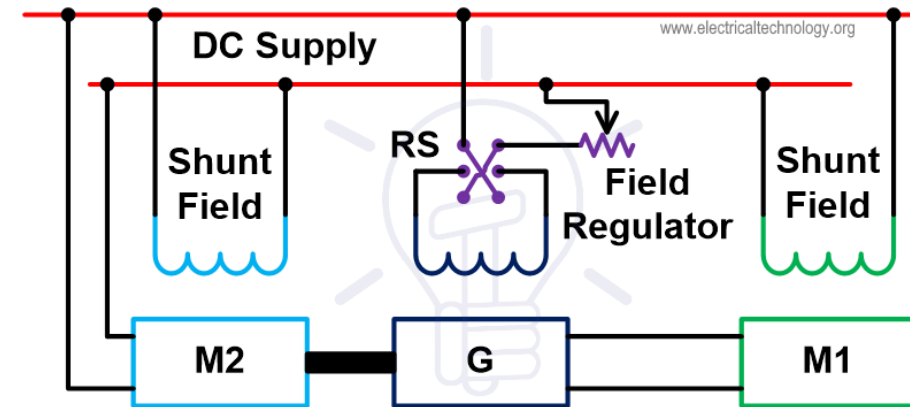 www.electricaltechnology.org
DC Supply
RS
Shunt
Field
Field
Regulator
Shunt
Field
M2
G
M1